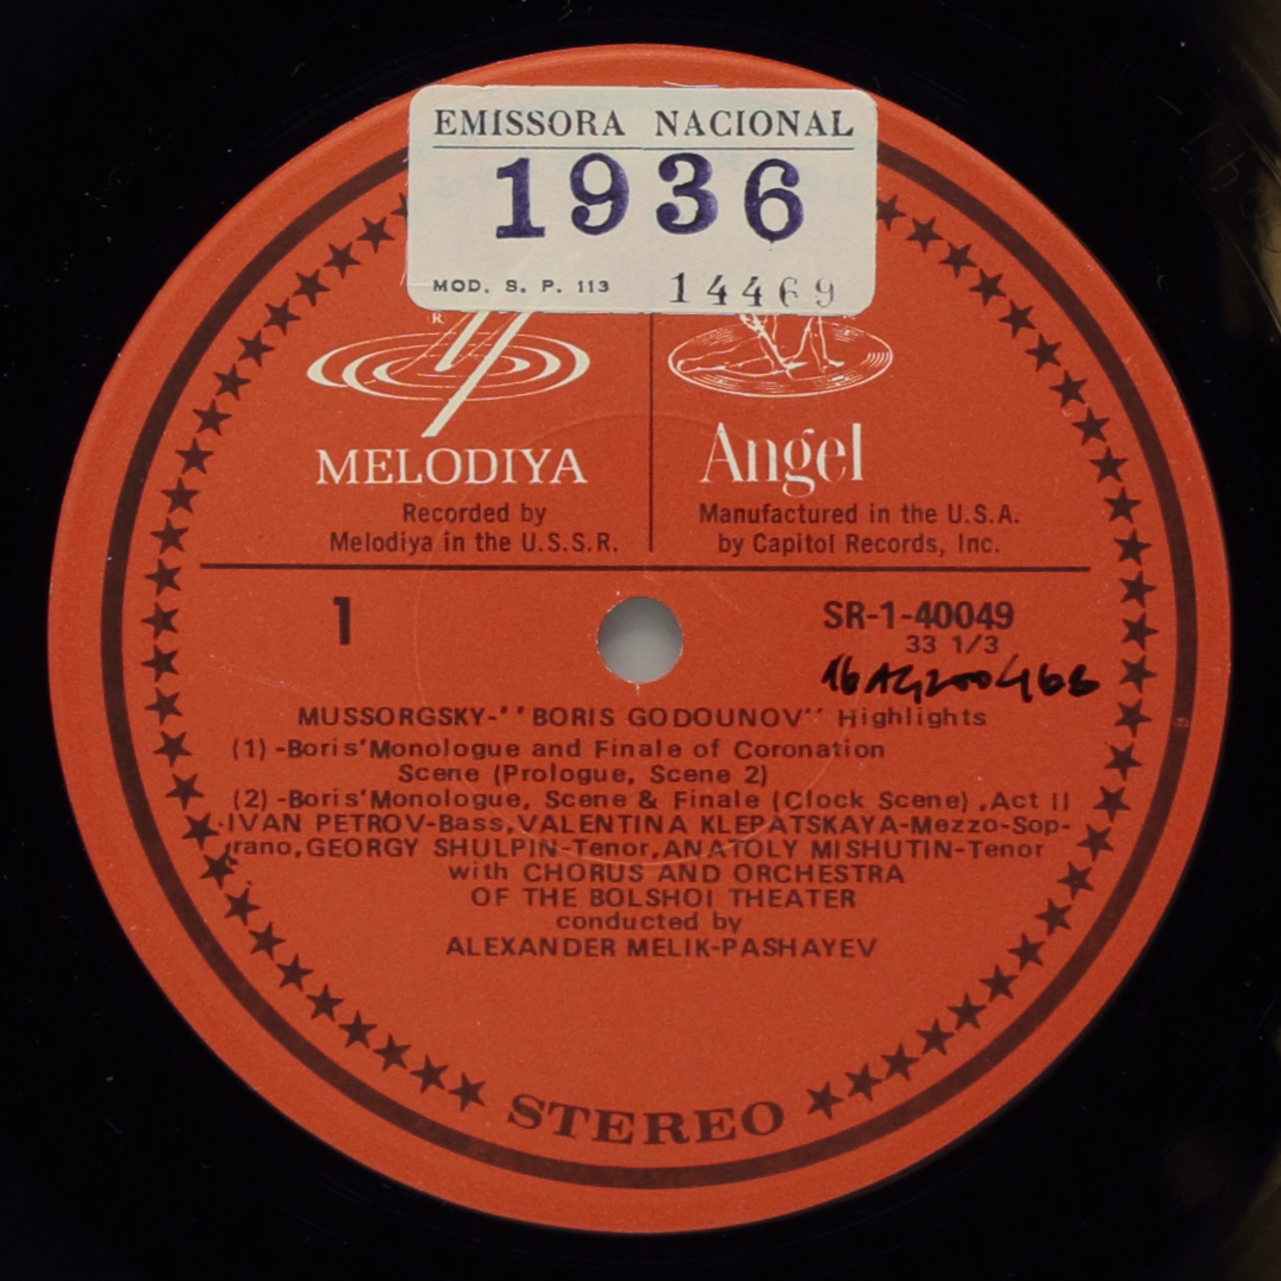 EMISSORA NACIONAL
1936
MOD. S. P. 113 14469
R
MELODIYA
Recorded by
Melodiya in the U.S.S.R.
Angel
Manufactured in the U.S.A.
by Capitol Records, Inc.
1
SR-1-40049
33 1/3
MUSSORGSKY-"BORIS GODOUNOV" Highlights
(1) -Boris'Monologue and Finale of Coronation
Scene (Prologue, Scene 2)
(2) -Boris'Monologue, Scene & Finale (Clock Scene) ,Act II
IVAN PETROV-Bass,VALENTINA KLEPATSKAYA-Mezzo-Sop-
rano,GEORGY SHULPIN-Tenor,ANATOLY MISHUTIN-Tenor
with CHORUS AND ORCHESTRA
OF THE BOLSHOI THEATER
conducted by
ALEXANDER MELIK-PASHAYEV
STEREO